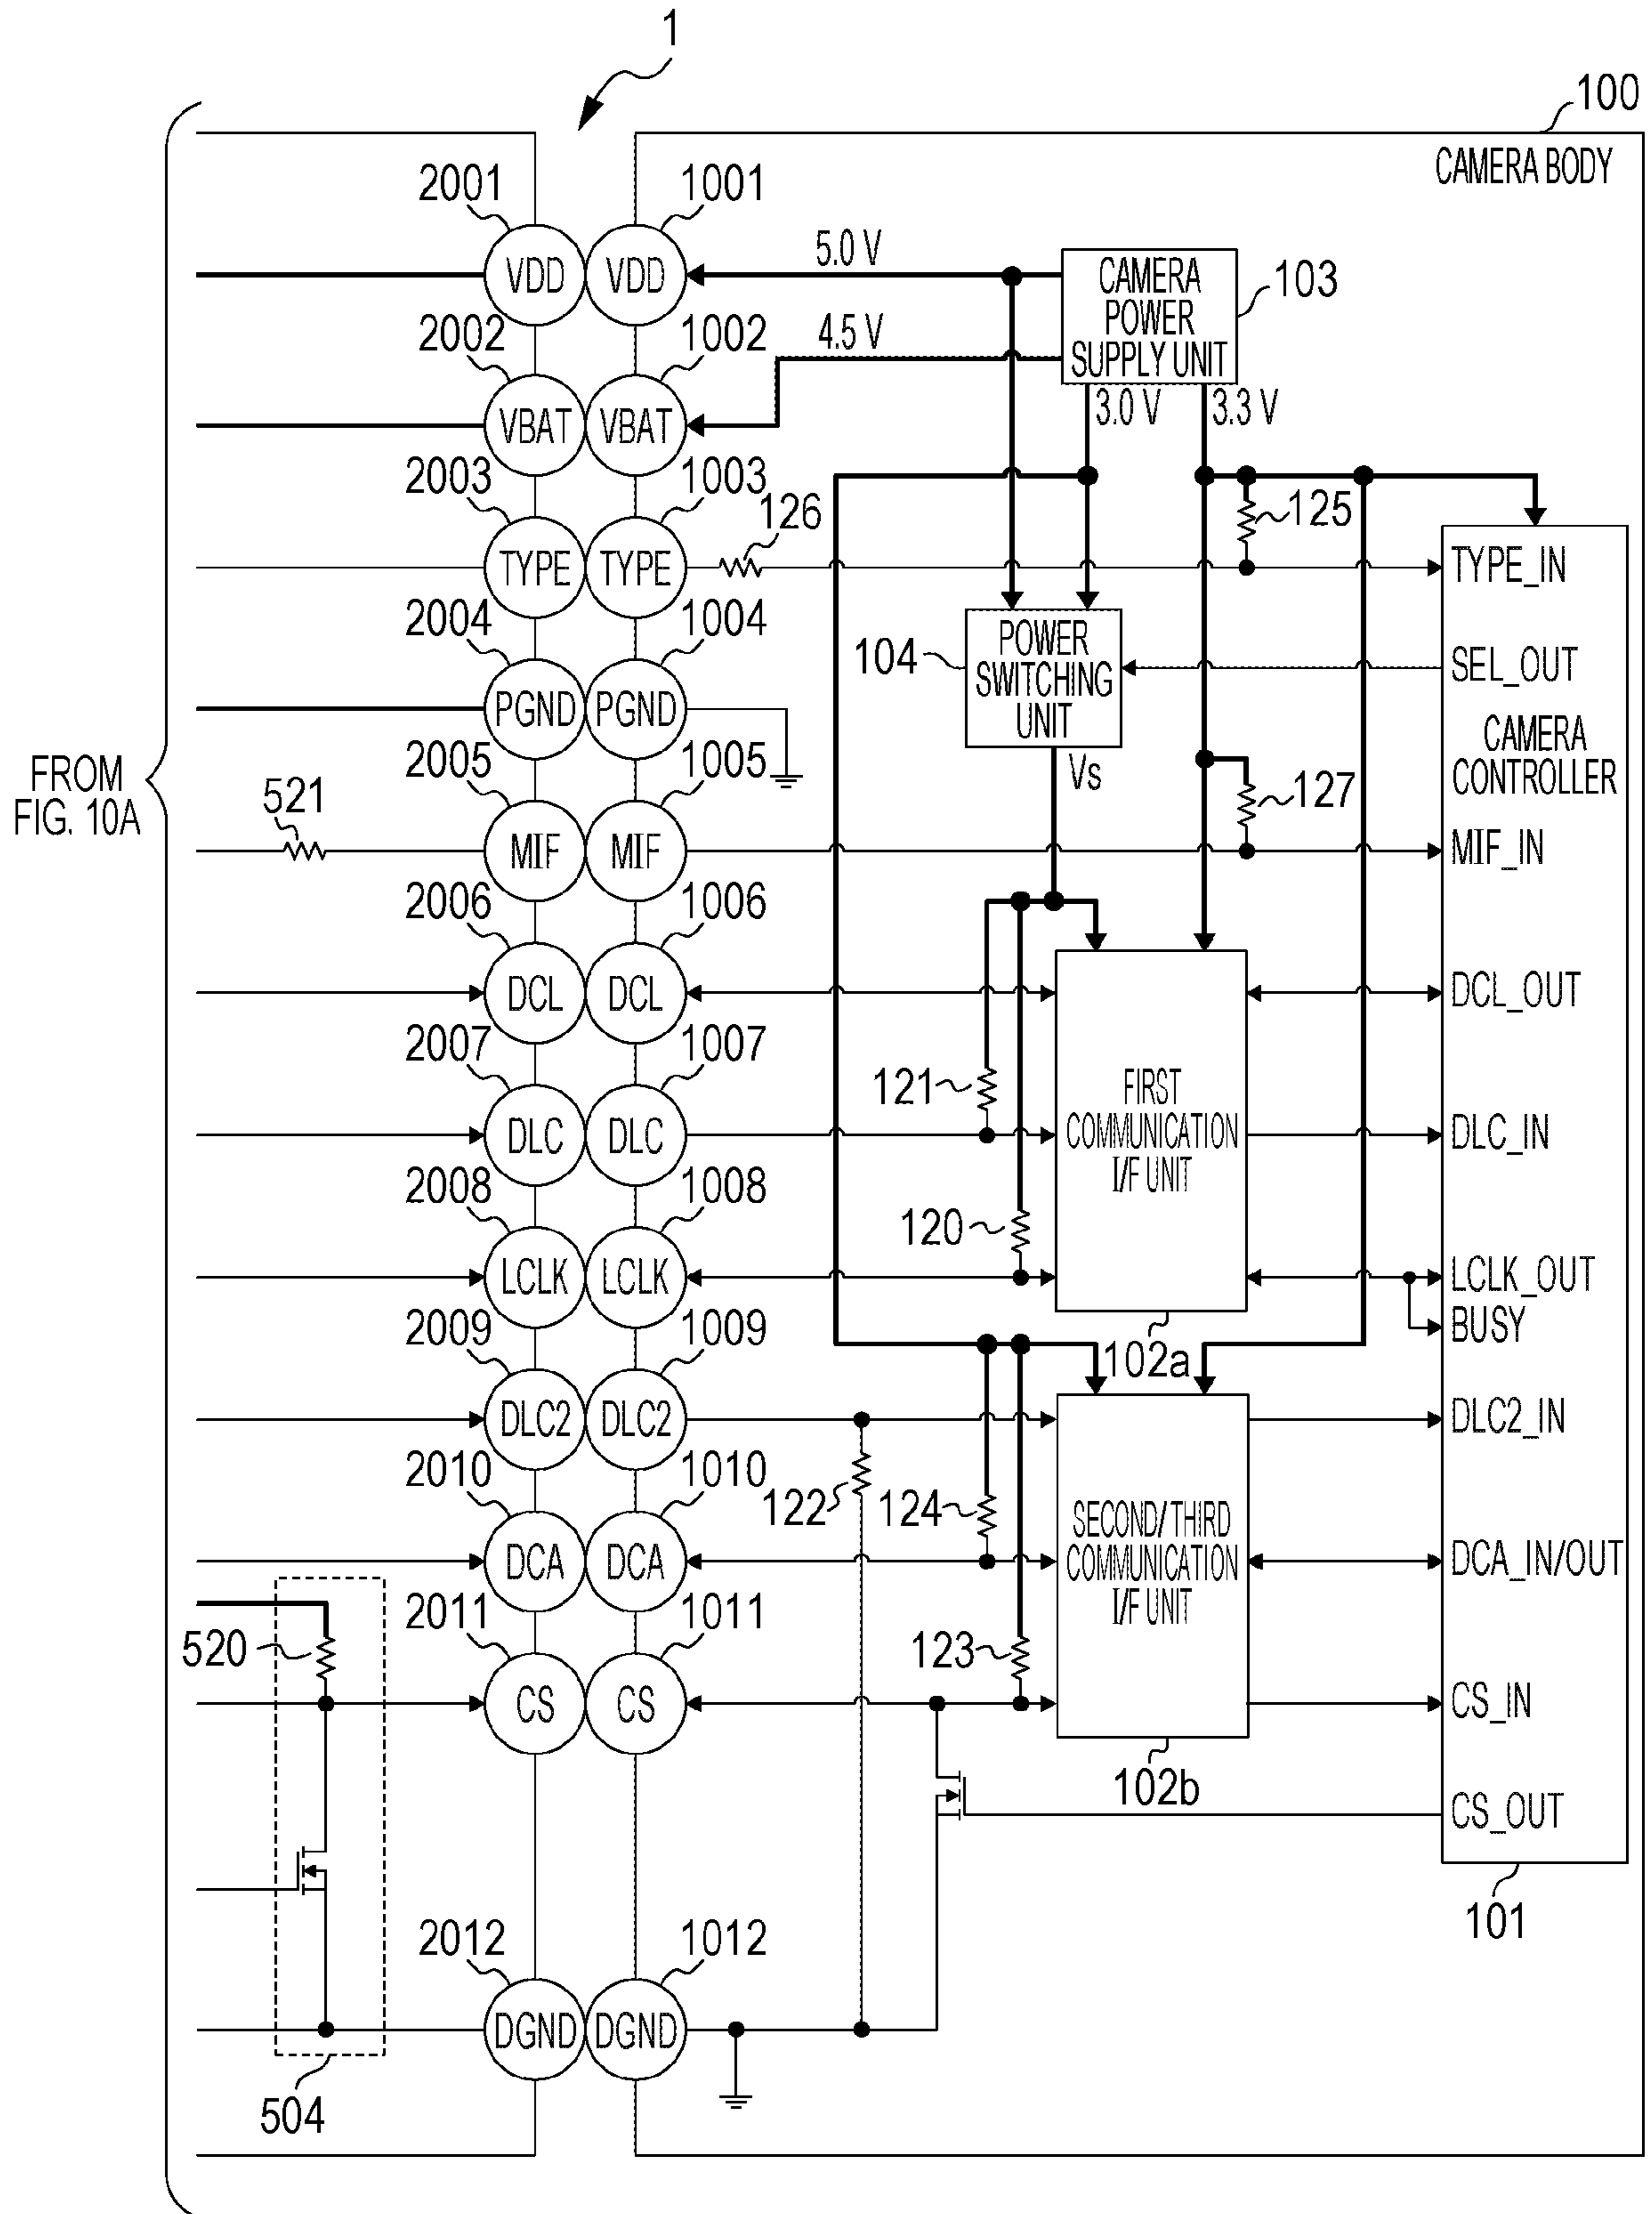 1
100
CAMERA BODY
2001
1001
VDD
VDD
5.0 V
CAMERA
POWER
SUPPLY UNIT
103
2002
1002
4.5 V
VBAT
VBAT
3.0 V
3.3 V
2003
1003
126
125
TYPE
TYPE
TYPE_IN
2004
1004
104
POWER
SWITCHING
UNIT
SEL_OUT
PGND
PGND
CAMERA
CONTROLLER
FROM
FIG. 10A
521
2005
1005
Vs
127
MIF
MIF
MIF_IN
2006
1006
DCL
DCL
DCL_OUT
2007
1007
121
FIRST
COMMUNICATION
I/F UNIT
DLC
DLC
DLC_IN
2008
1008
120
LCLK
LCLK
LCLK_OUT
BUSY
2009
1009
102a
DLC2
DLC2
DLC2_IN
2010
1010
122
124
SECOND/THIRD
COMMUNICATION
I/F UNIT
DCA
DCA
DCA_IN/OUT
2011
1011
520
123
CS
CS
CS_IN
102b
CS_OUT
101
2012
1012
DGND
DGND
504